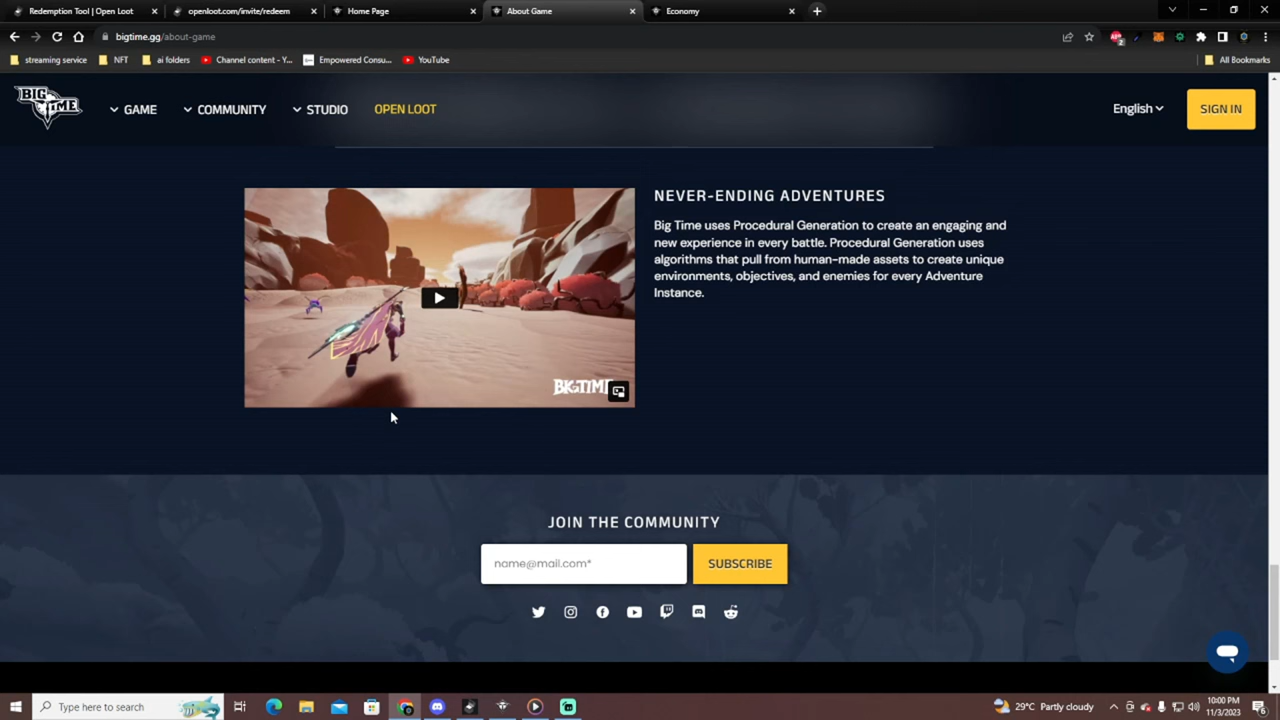 Redemption Tool | Open Loot
openloot.com/invite/redeem
Home Page
About Game
Economy
bigtime.gg/about-game
2
streaming service
NFT
ai folders
Channel content - Y...
Empowered Consu...
YouTube
All Bookmarks
BIG TIME
GAME
COMMUNITY
STUDIO
OPEN LOOT
English
SIGN IN
NEVER-ENDING ADVENTURES
Big Time uses Procedural Generation to create an engaging and
new experience in every battle. Procedural Generation uses
algorithms that pull from human-made assets to create unique
environments, objectives, and enemies for every Adventure
Instance.
BIGTIME
JOIN THE COMMUNITY
name@mail.com*
SUBSCRIBE
Type here to search
29°C Partly cloudy
10:00 PM
11/3/2023
6